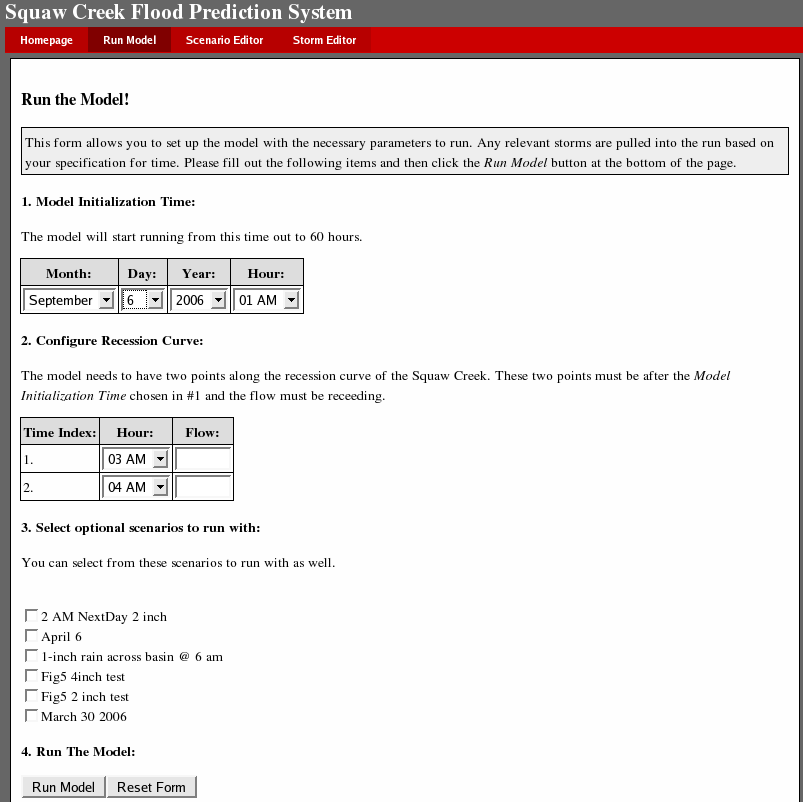 Squaw Creek Flood Prediction System
Homepage Run Model Scenario Editor Storm Editor
Run the Model!
This form allows you to set up the model with the necessary parameters to run. Any relevant storms are pulled into the run based on
your specification for time. Please fill out the following items and then click the Run Model button at the bottom of the page.
1. Model Initialization Time:
The model will start running from this time out to 60 hours.
Month: Day: Year: Hour:
September 6 2006 01 AM
2. Configure Recession Curve:
The model needs to have two points along the recession curve of the Squaw Creek. These two points must be after the Model
Initialization Time chosen in #1 and the flow must be receeding.
Time Index: Hour: Flow:
1. 03 AM
2. 04 AM
3. Select optional scenarios to run with:
You can select from these scenarios to run with as well.
2 AM NextDay 2 inch
April 6
1-inch rain across basin @ 6 am
Fig5 4inch test
Fig5 2 inch test
March 30 2006
4. Run The Model:
Run Model Reset Form